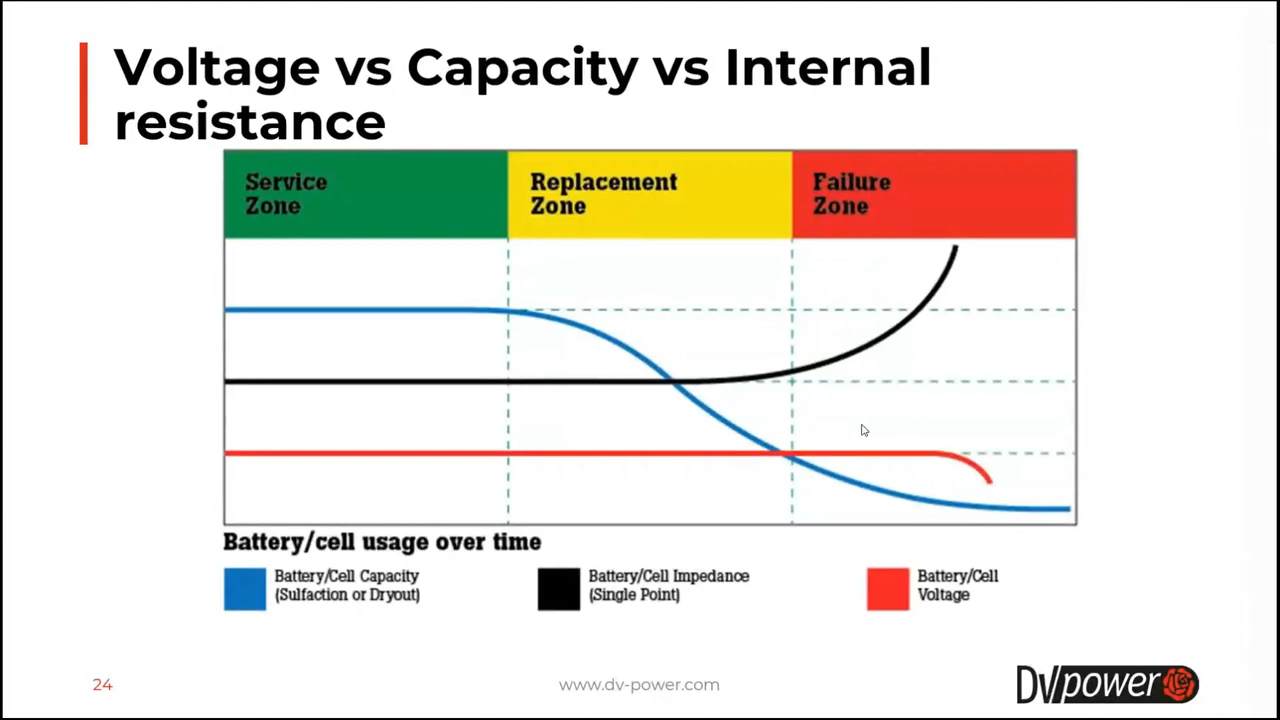 Voltage vs Capacity vs Internal
resistance
Service
Zone
Replacement
Zone
Failure
Zone
Battery/cell usage over time
Battery/Cell Capacity
(Sulfaction or Dryout)
Battery/Cell Impedance
(Single Point)
Battery/Cell
Voltage
24
www.dv-power.com
DV/power